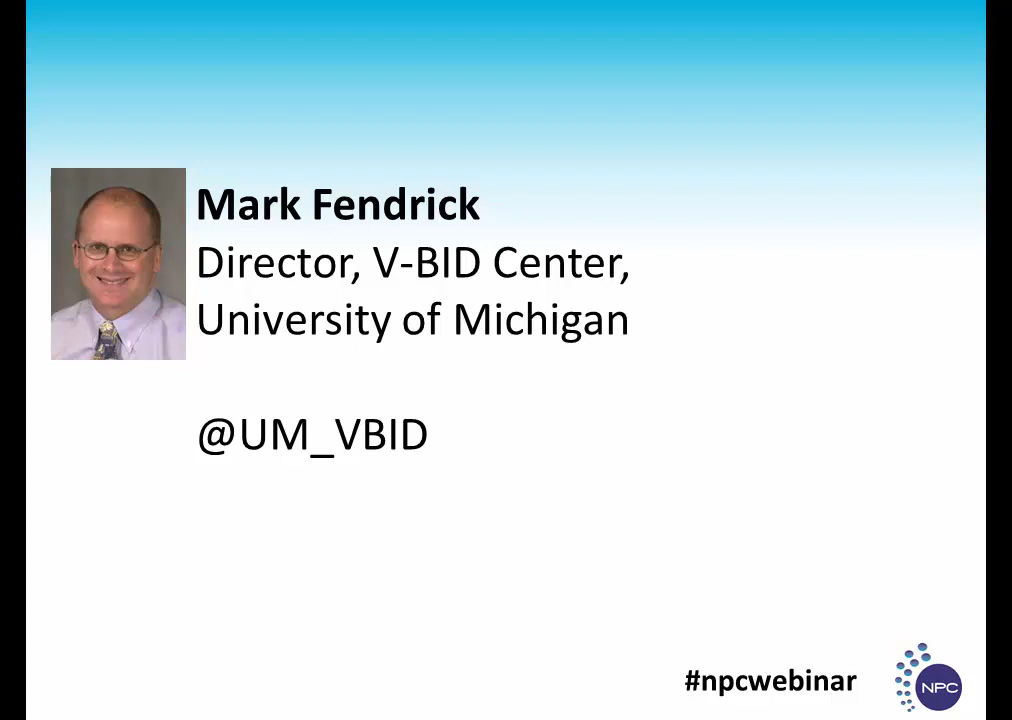 Mark Fendrick
Director, V-BID Center,
University of Michigan
@UM_VBID
#npcwebinar
NPC